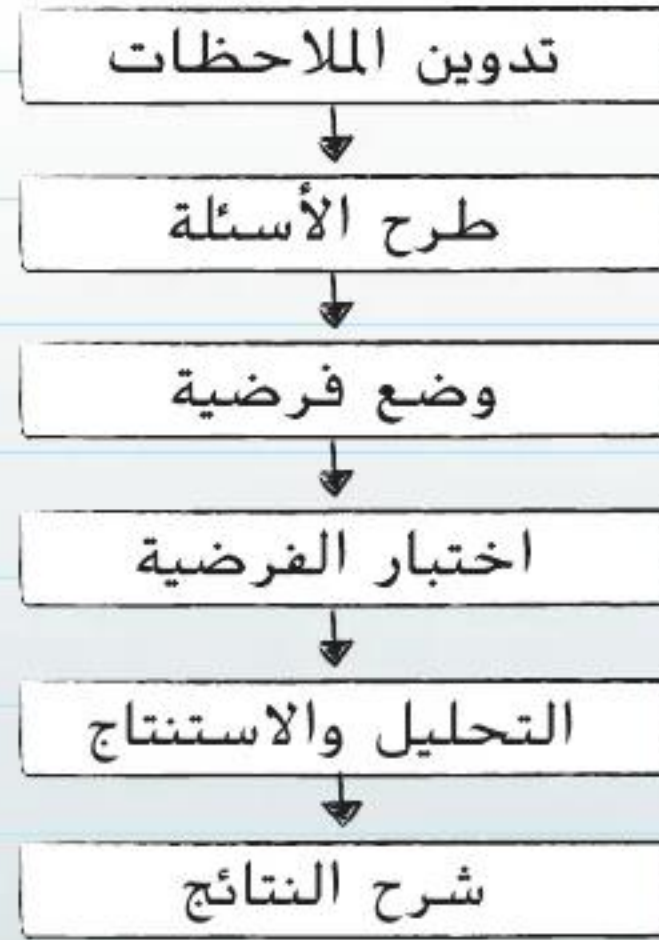 تدوين الملاحظات
طرح الأسئلة
وضع فرضية
اختبار الفرضية
التحليل والاستنتاج
شرح النتائج